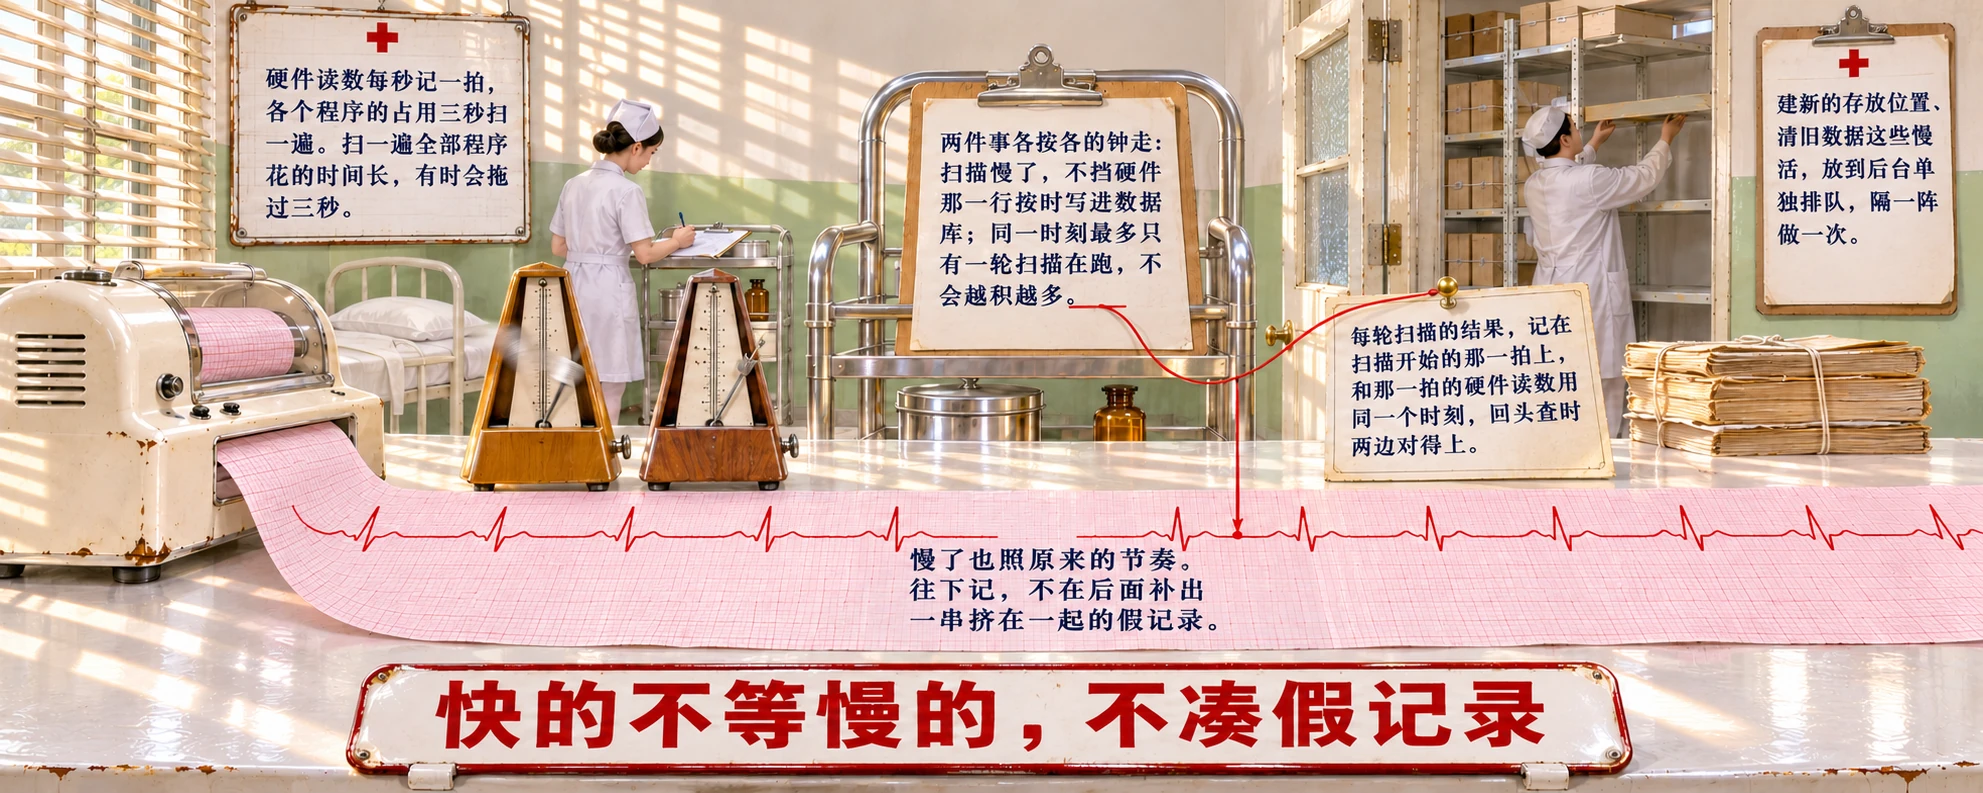 硬件读数每秒记一拍，
各个程序的占用三秒扫
一遍。扫一遍全部程序
花的时间长，有时会拖
过三秒。
两件事各按各的钟走：
扫描慢了，不挡硬件
那一行按时写进数据
库；同一时刻最多只
有一轮扫描在跑，不
会越积越多。
建新的存放位置、
清旧数据这些慢
活，放到后台单
独排队，隔一阵
做一次。
每轮扫描的结果，记在
扫描开始的那一拍上，
和那一拍的硬件读数用
同一个时刻，回头查时
两边对得上。
慢了也照原来的节奏。
往下记，不在后面补出
一串挤在一起的假记录。
快的不等慢的，不凑假记录